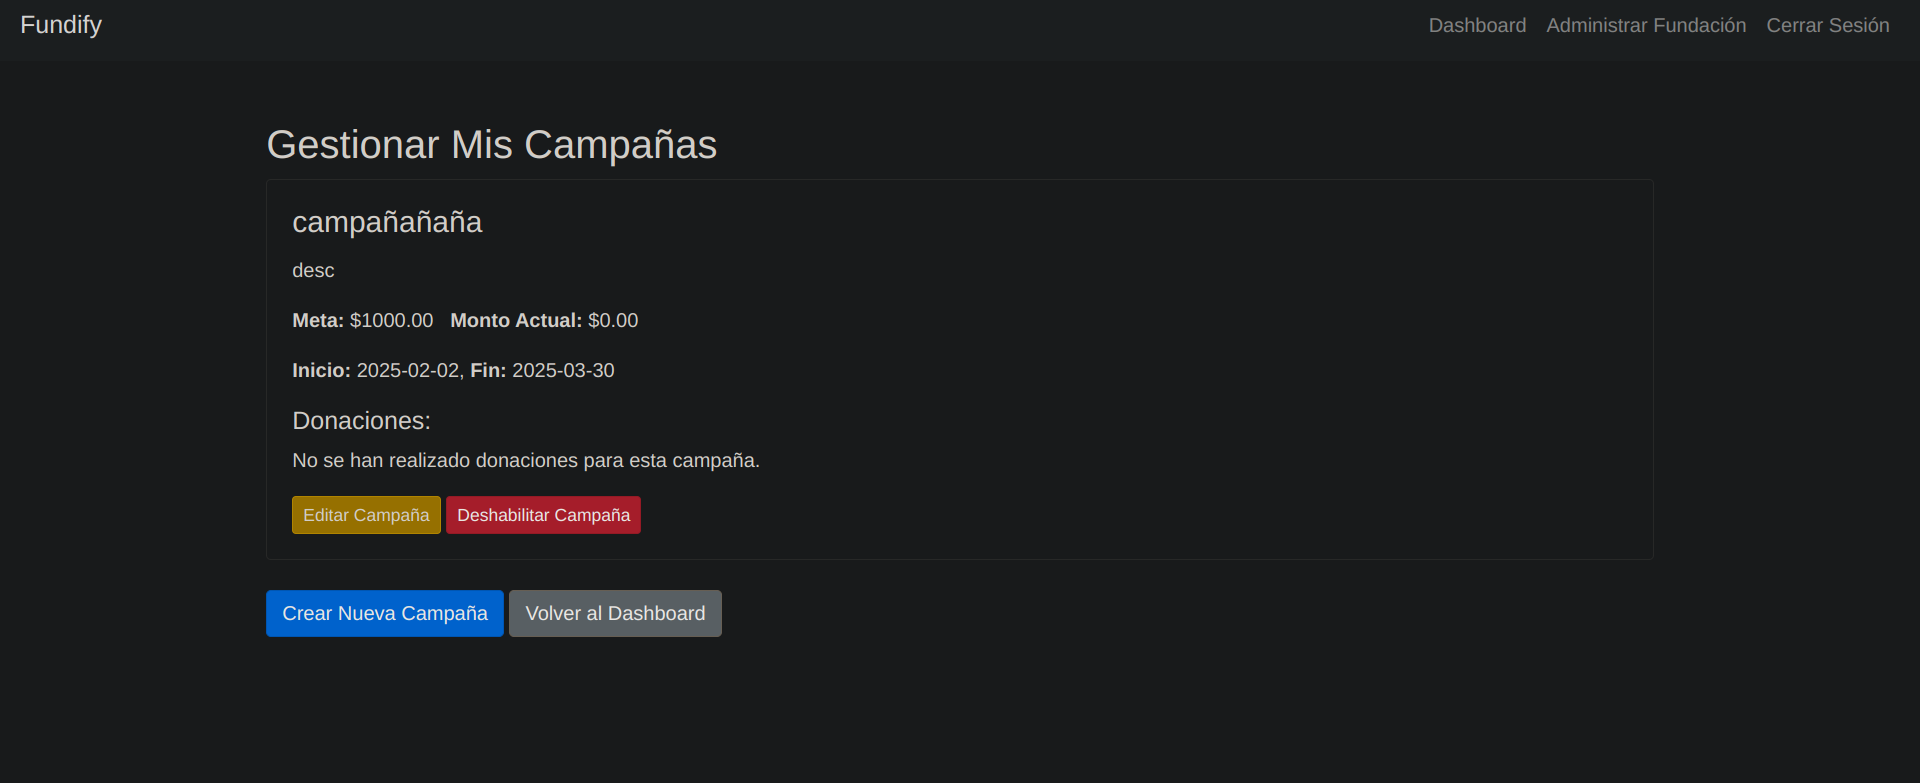 Fundify
Dashboard Administrar Fundación Cerrar Sesión
Gestionar Mis Campañas
campañañaña
desc
Meta: $1000.00 Monto Actual: $0.00
Inicio: 2025-02-02, Fin: 2025-03-30
Donaciones:
No se han realizado donaciones para esta campaña.
Editar Campaña Deshabilitar Campaña
Crear Nueva Campaña Volver al Dashboard